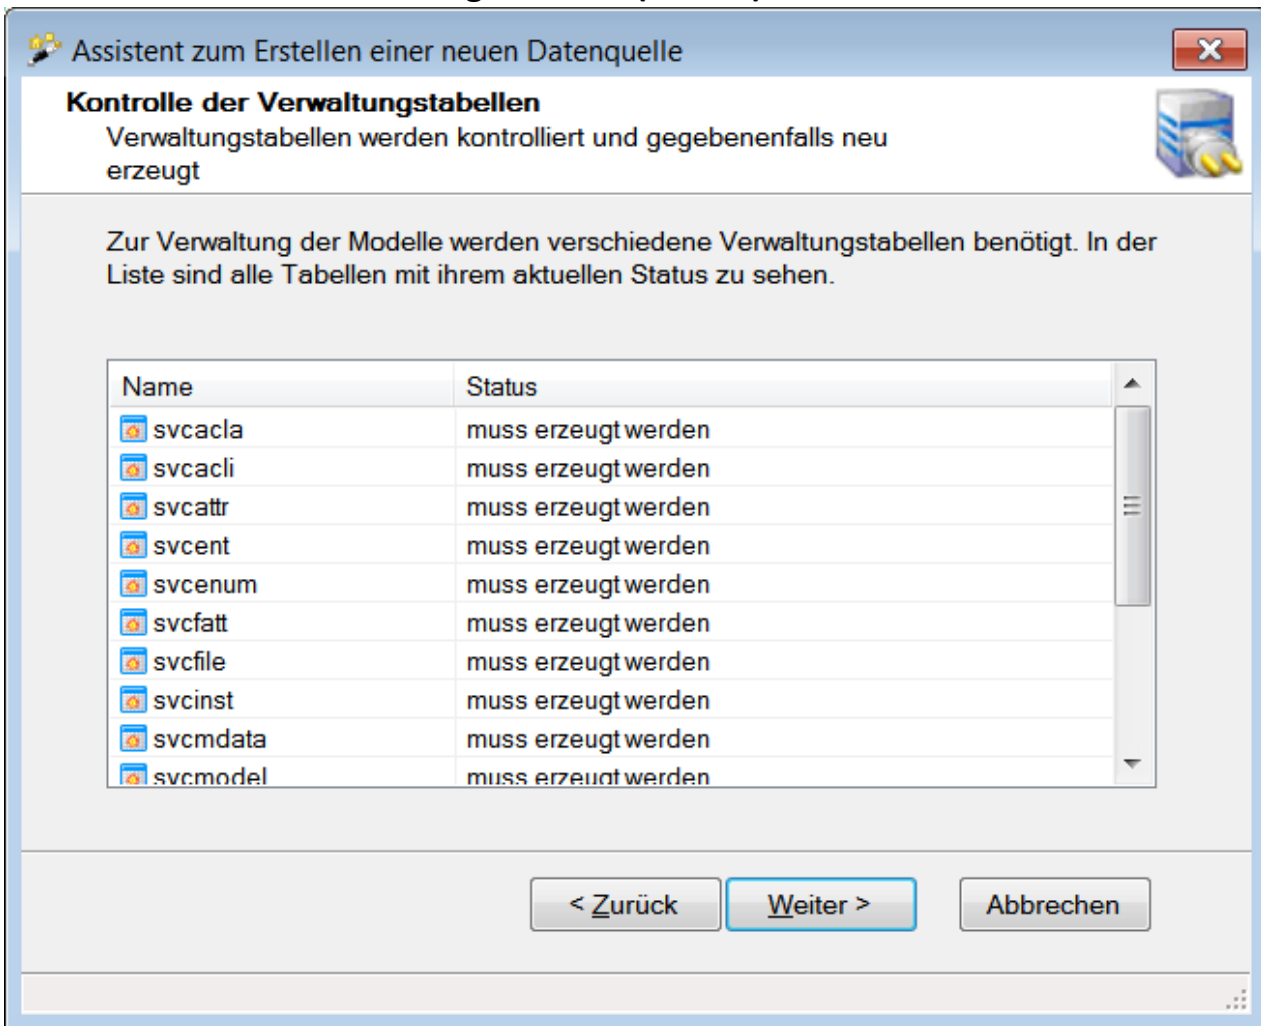 Assistent zum Erstellen einer neuen Datenquelle
Kontrolle der Verwaltungstabellen
Verwaltungstabellen werden kontrolliert und gegebenenfalls neu
erzeugt
Zur Verwaltung der Modelle werden verschiedene Verwaltungstabellen benötigt. In der
Liste sind alle Tabellen mit ihrem aktuellen Status zu sehen.
Name Status
svcacla muss erzeugt werden
svcacli muss erzeugt werden
svcattr muss erzeugt werden
svcent muss erzeugt werden
svcenum muss erzeugt werden
svcfatt muss erzeugt werden
svcfile muss erzeugt werden
svcinst muss erzeugt werden
svcmdata muss erzeugt werden
svcmodel muss erzeugt werden
< Zurück Weiter > Abbrechen